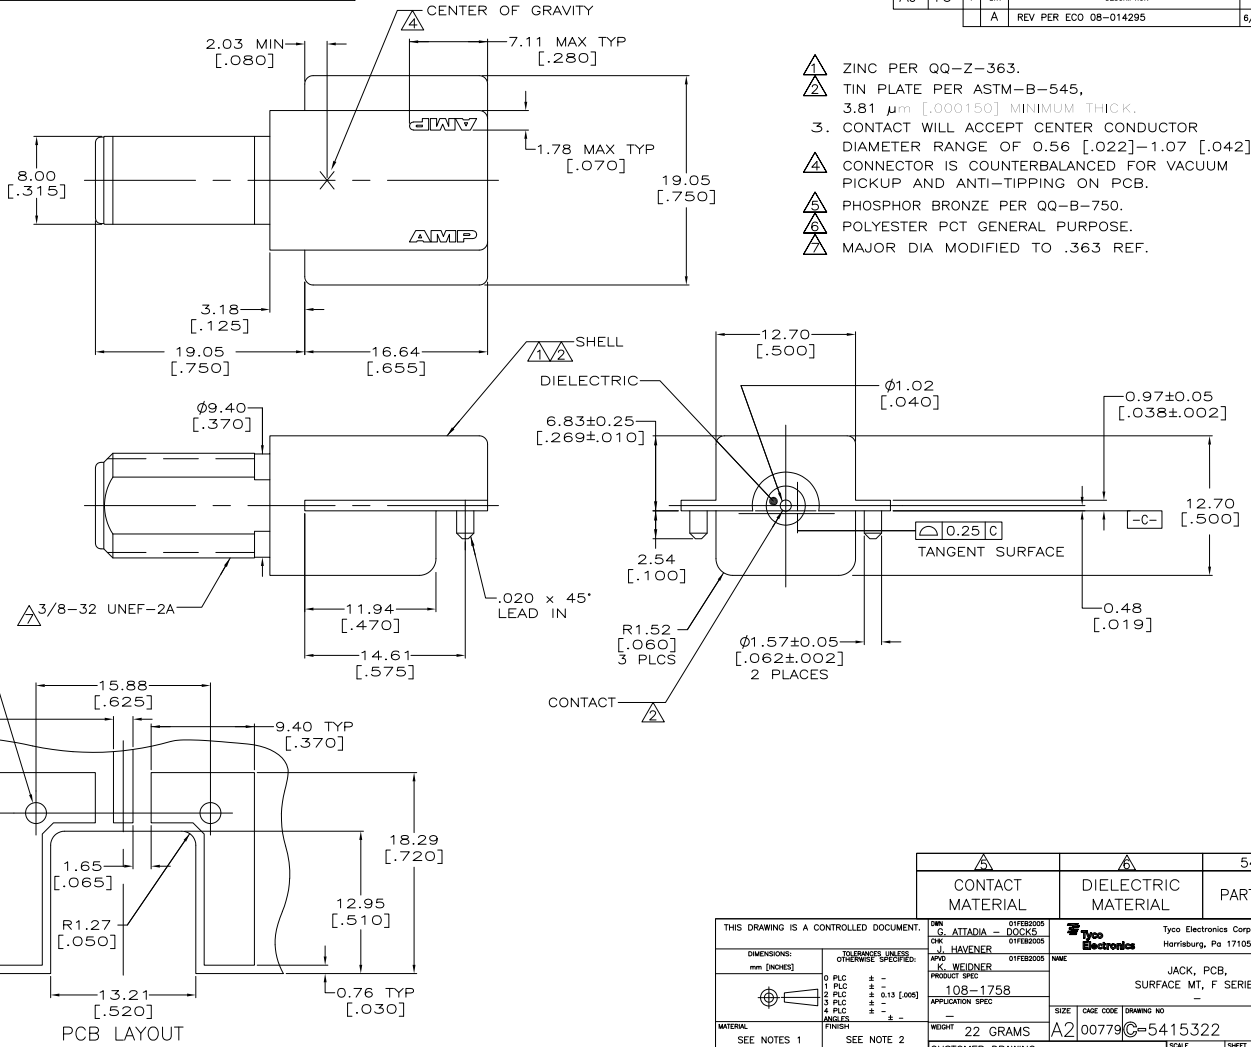 CENTER OF GRAVITY
4
2.03 MIN
[.080]
7.11 MAX TYP
[.280]
AMP
1.78 MAX TYP
[.070]
8.00
[.315]
19.05
[.750]
AMP
3.18
[.125]
19.05
[.750]
16.64
[.655]
A
REV PER ECO 08-014295
6/
1 ZINC PER QQ-Z-363.
2 TIN PLATE PER ASTM-B-545,
3.81 µm [.000150] MINIMUM THICK.
3. CONTACT WILL ACCEPT CENTER CONDUCTOR
DIAMETER RANGE OF 0.56 [.022]-1.07 [.042]
4 CONNECTOR IS COUNTERBALANCED FOR VACUUM
PICKUP AND ANTI-TIPPING ON PCB.
5 PHOSPHOR BRONZE PER QQ-B-750.
6 POLYESTER PCT GENERAL PURPOSE.
7 MAJOR DIA MODIFIED TO .363 REF.
SHELL
1 2
DIELECTRIC
Ø9.40
[.370]
7 3/8-32 UNEF-2A
11.94
[.470]
14.61
[.575]
.020 x 45°
LEAD IN
12.70
[.500]
Ø1.02
[.040]
0.97±0.05
[.038±.002]
6.83±0.25
[.269±.010]
12.70
[.500]
-C-
0.25 C
TANGENT SURFACE
2.54
[.100]
0.48
[.019]
R1.52
[.060]
3 PLCS
Ø1.57±0.05
[.062±.002]
2 PLACES
CONTACT
2
15.88
[.625]
9.40 TYP
[.370]
18.29
[.720]
1.65
[.065]
12.95
[.510]
R1.27
[.050]
0.76 TYP
[.030]
13.21
[.520]
PCB LAYOUT
5
6
54
CONTACT
MATERIAL
DIELECTRIC
MATERIAL
PART
THIS DRAWING IS A CONTROLLED DOCUMENT.
DIMENSIONS:
mm [INCHES]
TOLERANCES UNLESS
OTHERWISE SPECIFIED:
0 PLC ± -
1 PLC ± -
2 PLC ± 0.13 [.005]
3 PLC ± -
4 PLC ± -
ANGLES ± -
MATERIAL
SEE NOTES 1
FINISH
SEE NOTE 2
DWN 01FEB2005
G. ATTADIA - DOCKS
CHK 01FEB2005
J. HAVENER
APVD 01FEB2005
K. WEIDNER
PRODUCT SPEC
108-1758
APPLICATION SPEC
-
WEIGHT 22 GRAMS
CUSTOMER DRAWING
Tyco
Electronics
Tyco Electronics Corp
Harrisburg, Pa 17105
NAME
JACK, PCB,
SURFACE MT, F SERIE
-
SIZE
A2
CAGE CODE
00779
DRAWING NO
C-5415322
SCALE
SHEET